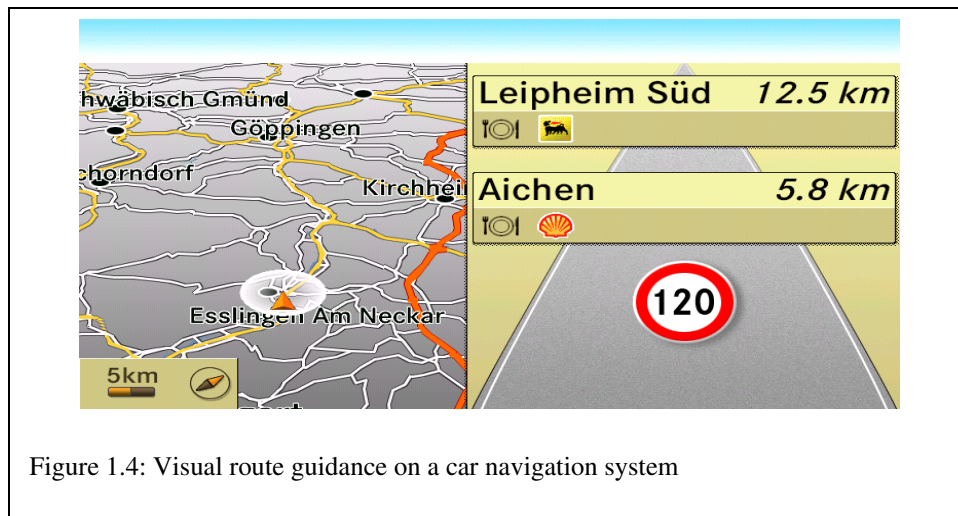 hwäbisch Gmünd
Göppingen
chorndorf
Kirchhei
Esslingen Am Neckar
5km
Leipheim Süd 12.5 km
Aichen 5.8 km
120
Figure 1.4: Visual route guidance on a car navigation system